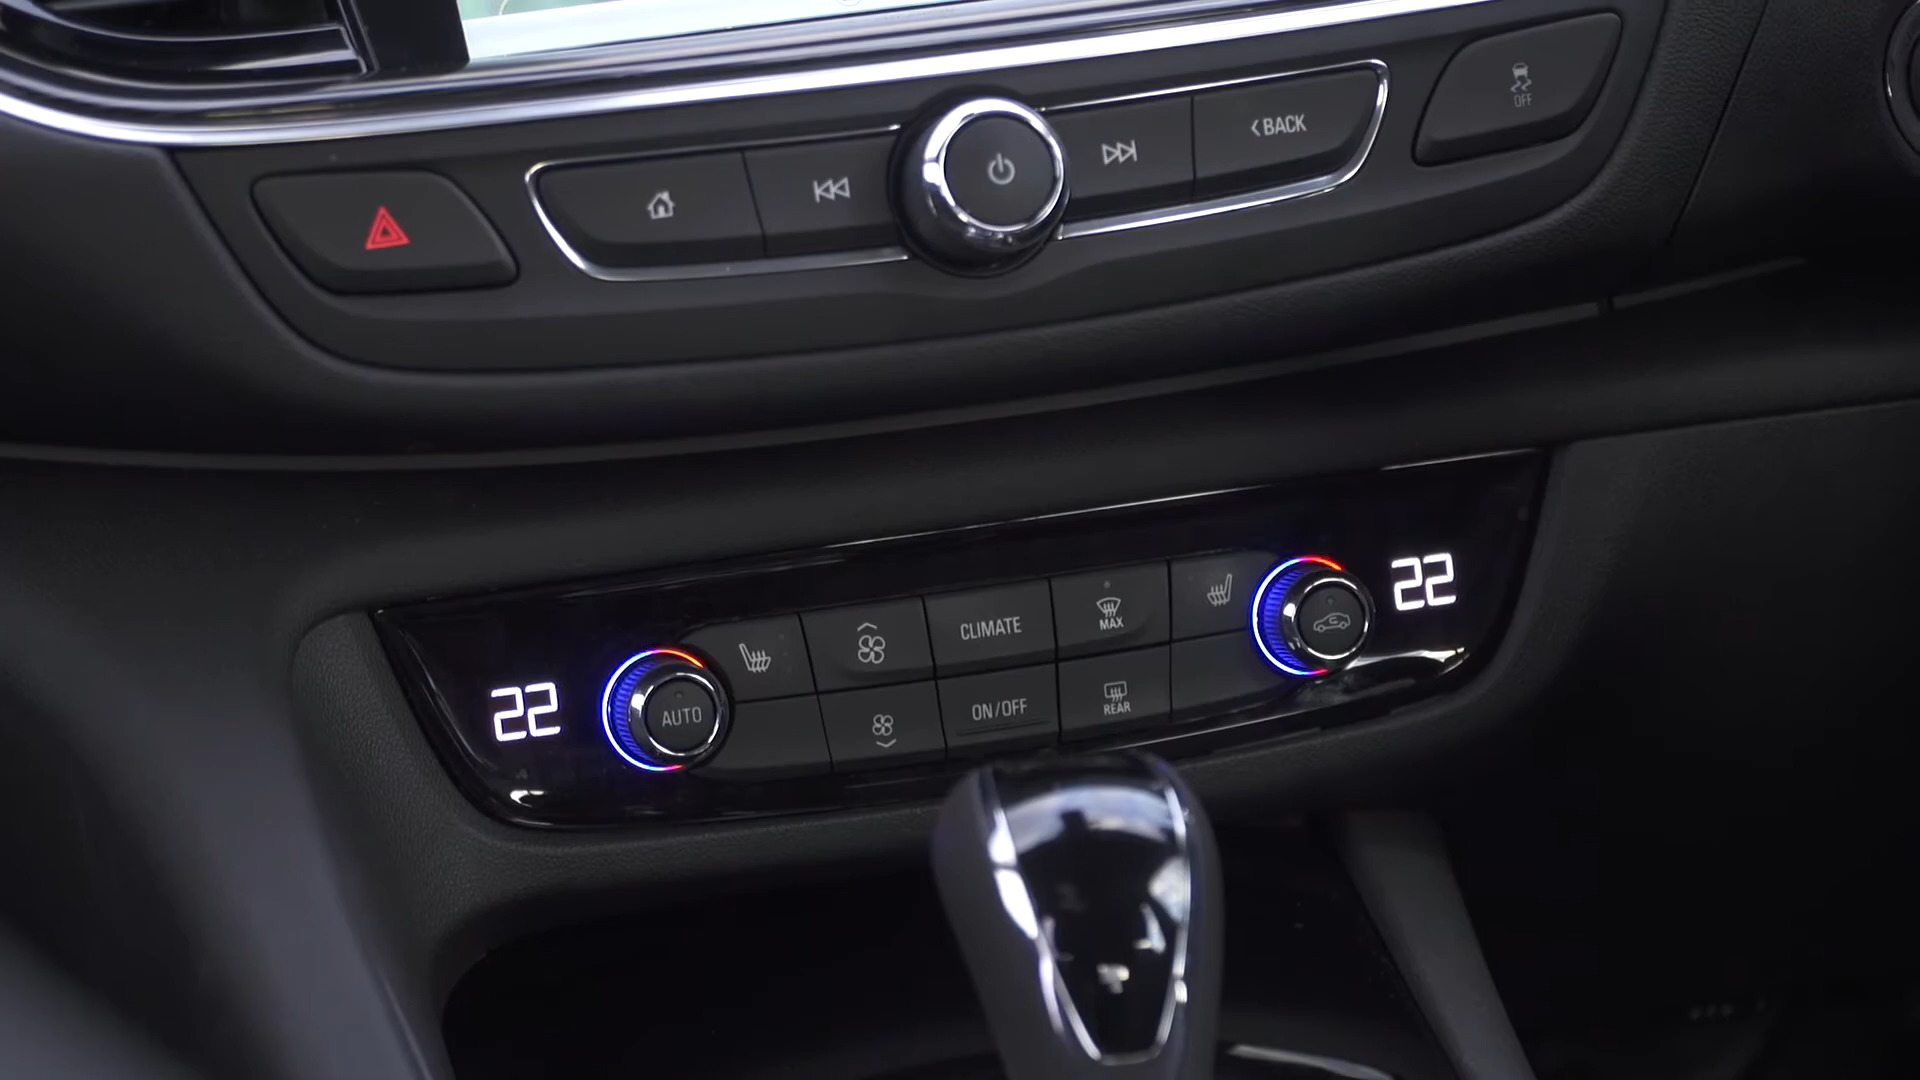 <BACK
OFF
22
AUTO
CLIMATE
ON/OFF
MAX
REAR
22